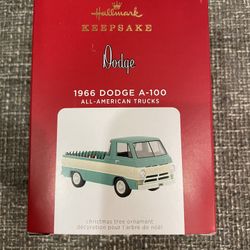 Hallmark
KEEPSAKE
Dodge
1966 DODGE A-100
ALL-AMERICAN TRUCKS
christmas tree ornament
décoration pour l'arbre de noël